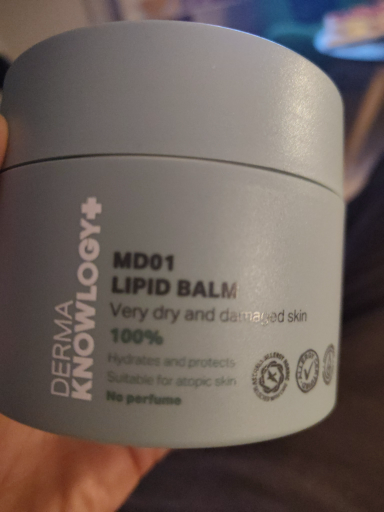 DERMA
KNOWLOGY+
MD01
LIPID BALM
Very dry and damaged skin
100%
Hydrates and protects
Suitable for atopic skin
No perfume